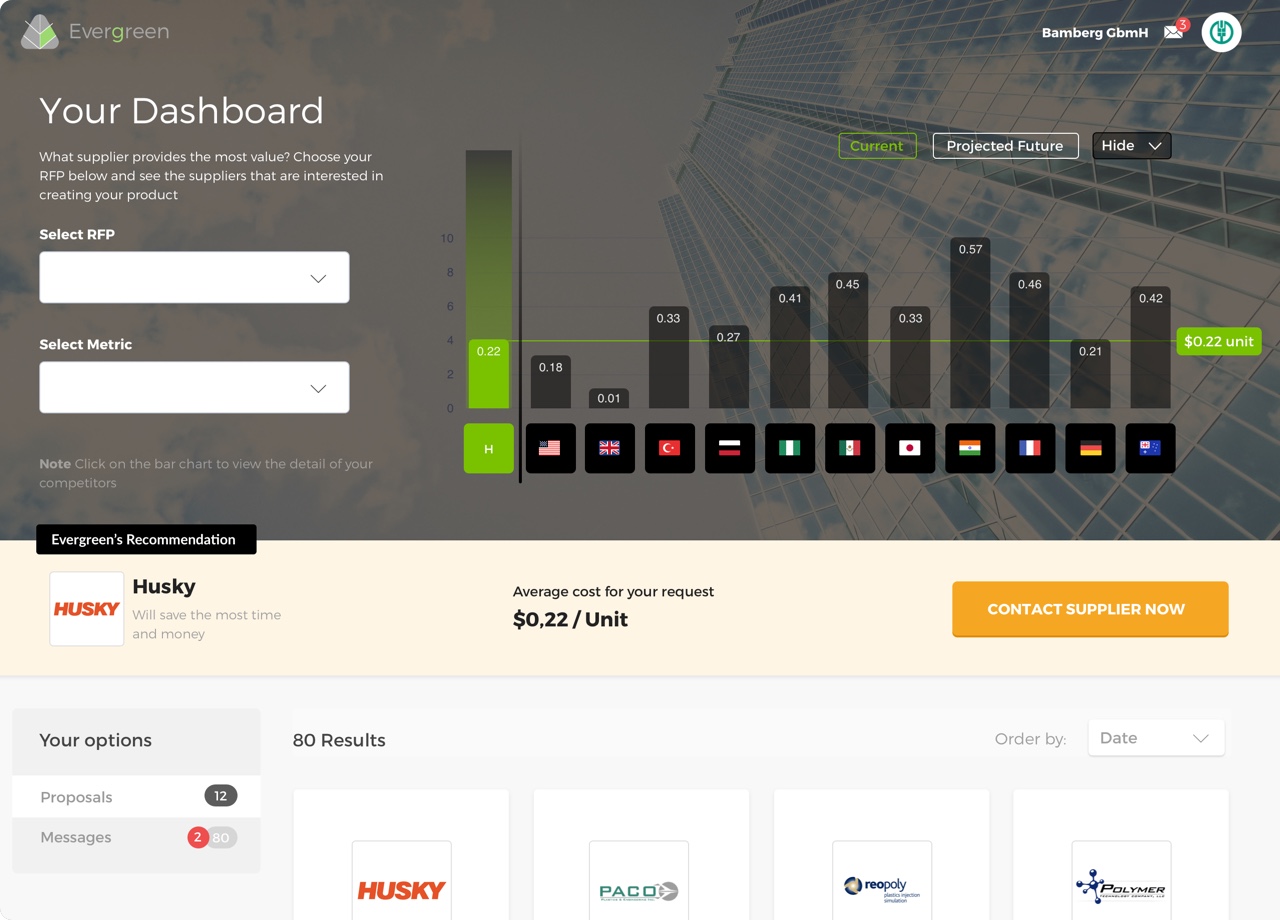 Evergreen
Bamberg GbmH
3
Your Dashboard
What supplier provides the most value? Choose your
RFP below and see the suppliers that are interested in
creating your product
Select RFP
Select Metric
Note Click on the bar chart to view the detail of your
competitors
Current
Projected Future
Hide
10
8
6
4
2
0
0.22
0.18
0.01
0.33
0.27
0.41
0.45
0.33
0.57
0.46
0.21
0.42
$0.22 unit
H
Evergreen's Recommendation
HUSKY
Husky
Will save the most time
and money
Average cost for your request
$0,22 / Unit
CONTACT SUPPLIER NOW
Your options
Proposals
12
Messages
2
80
80 Results
Order by:
Date
HUSKY
PACO
reopoly
plastics injection
simulation
POLYMER
TECHNOLOGY COMPANY, LLC